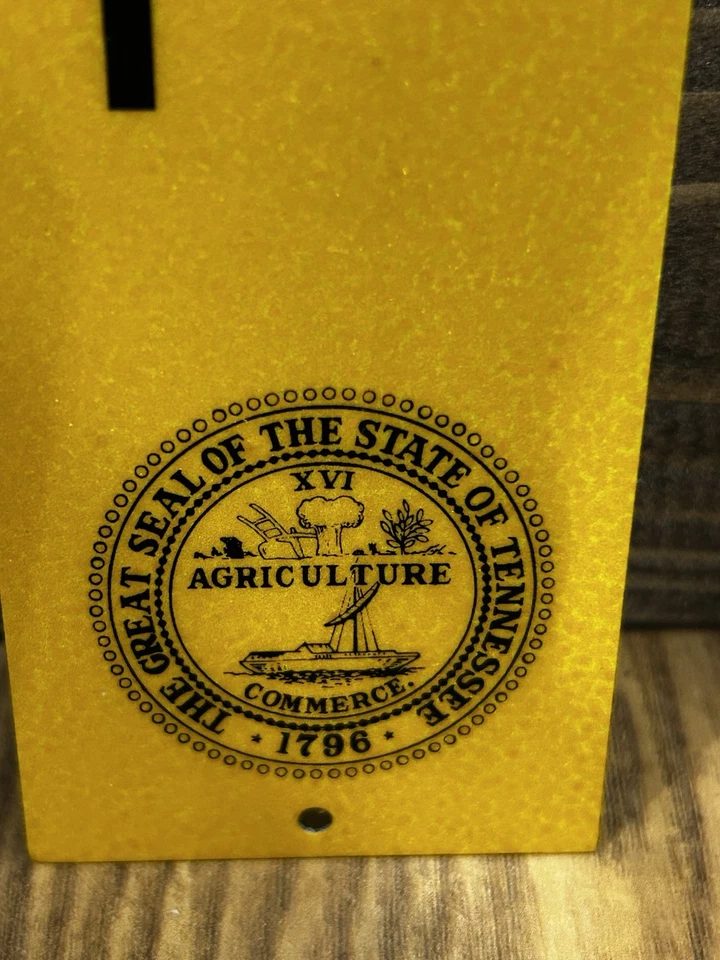 THE GREAT SEAL OF THE STATE OF TENNESSEE
XVI
AGRICULTURE
COMMERCE.
1796